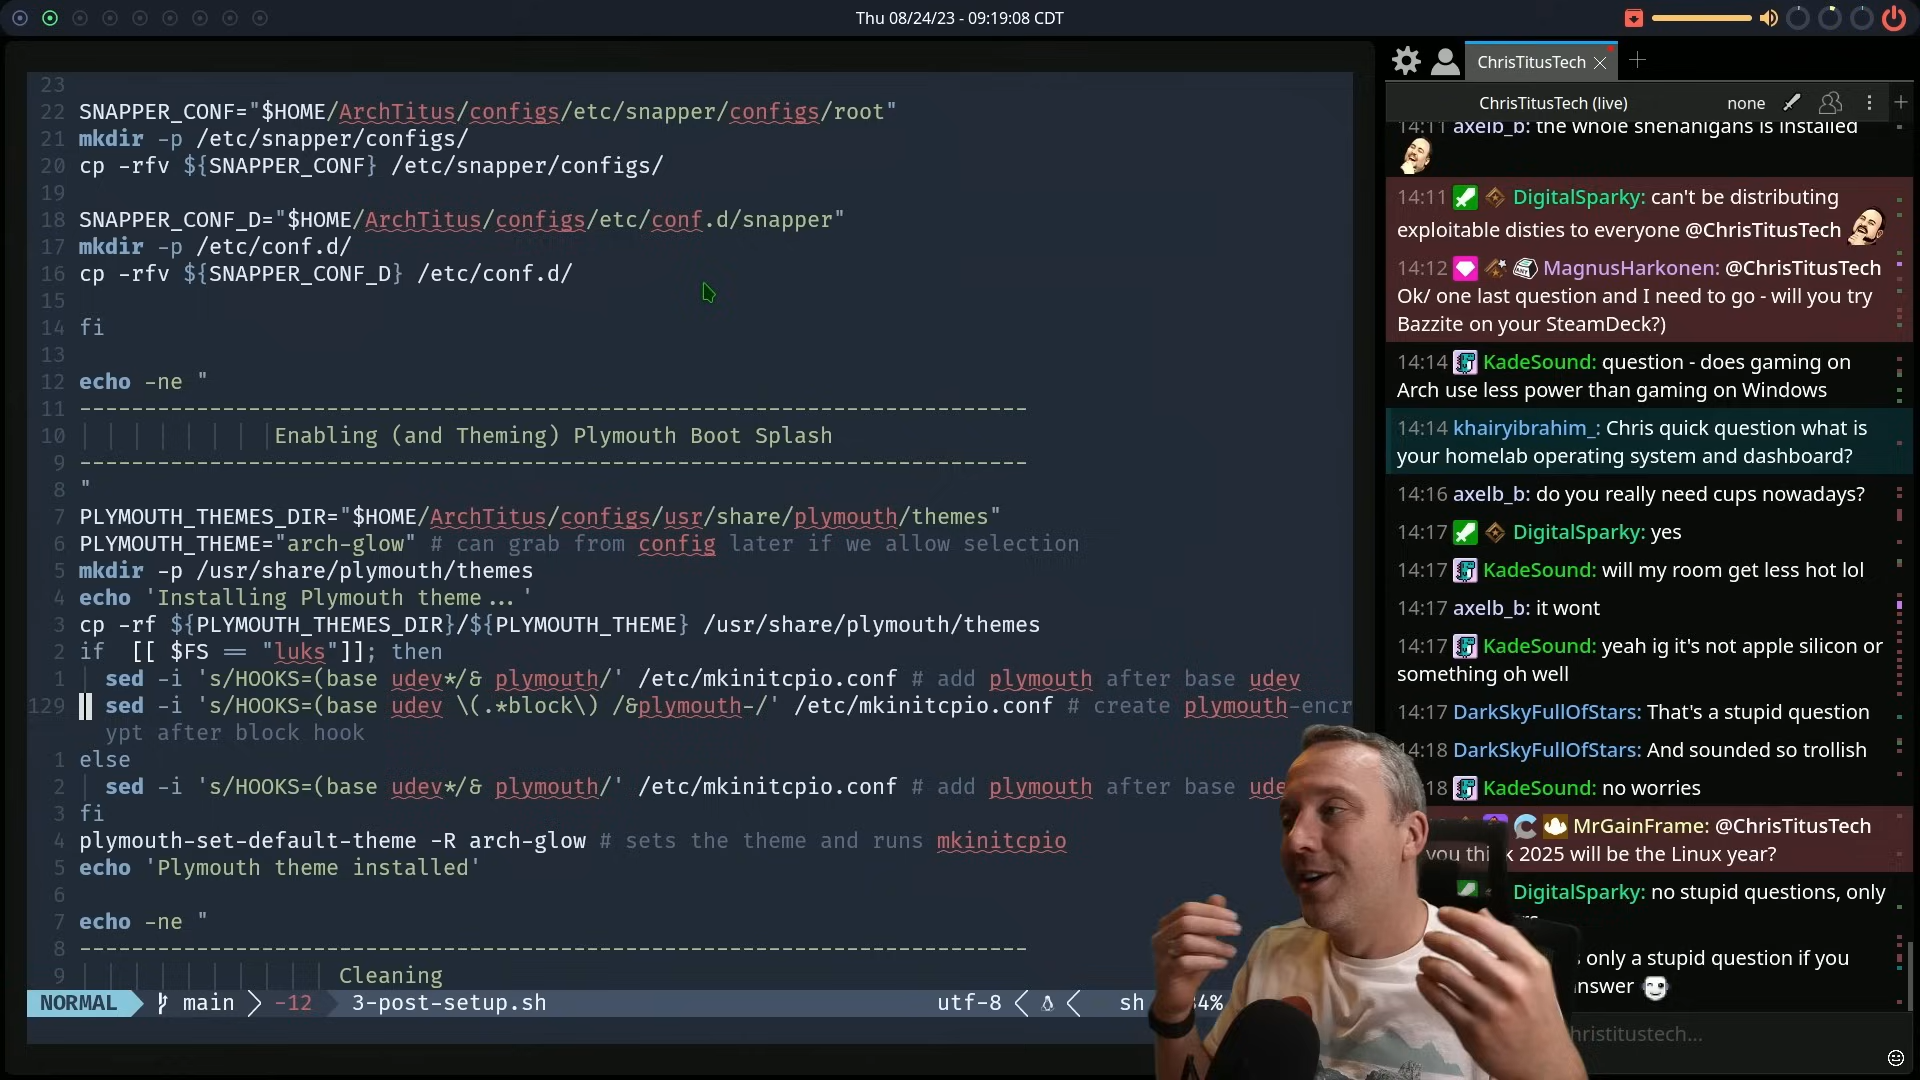 Thu 08/24/23 - 09:19:08 CDT
23
22 SNAPPER_CONF="$HOME/ArchTitus/configs/etc/snapper/configs/root"
21 mkdir -p /etc/snapper/configs/
20 cp -rfv ${SNAPPER_CONF} /etc/snapper/configs/
19
18 SNAPPER_CONF_D="$HOME/ArchTitus/configs/etc/conf.d/snapper"
17 mkdir -p /etc/conf.d/
16 cp -rfv ${SNAPPER_CONF_D} /etc/conf.d/
15
14 fi
13
12 echo -ne "
11 -------------------------------------------------------------------------
10 Enabling (and Theming) Plymouth Boot Splash
9 -------------------------------------------------------------------------
8 "
7 PLYMOUTH_THEMES_DIR="$HOME/ArchTitus/configs/usr/share/plymouth/themes"
6 PLYMOUTH_THEME="arch-glow" # can grab from config later if we allow selection
5 mkdir -p /usr/share/plymouth/themes
4 echo 'Installing Plymouth theme...'
3 cp -rf ${PLYMOUTH_THEMES_DIR}/${PLYMOUTH_THEME} /usr/share/plymouth/themes
2 if [[ $FS == "luks"]]; then
1 sed -i 's/HOOKS=(base udev*/& plymouth/' /etc/mkinitcpio.conf # add plymouth after base udev
129 sed -i 's/HOOKS=(base udev \(.*block\) /&plymouth-/' /etc/mkinitcpio.conf # create plymouth-encr
ypt after block hook
1 else
2 sed -i 's/HOOKS=(base udev*/& plymouth/' /etc/mkinitcpio.conf # add plymouth after base ude
3 fi
4 plymouth-set-default-theme -R arch-glow # sets the theme and runs mkinitcpio
5 echo 'Plymouth theme installed'
6
7 echo -ne "
8 -------------------------------------------------------------------------
9 Cleaning
NORMAL main -12 3-post-setup.sh utf-8 sh 4%
ChrisTitusTech
ChrisTitusTech (live) none
14:11 axelb_b: the whole shenanigans is installed
14:11 DigitalSparky: can't be distributing
exploitable disties to everyone @ChrisTitusTech
14:12 MagnusHarkonen: @ChrisTitusTech
Ok/ one last question and I need to go - will you try
Bazzite on your SteamDeck?)
14:14 KadeSound: question - does gaming on
Arch use less power than gaming on Windows
14:14 khairyibrahim_: Chris quick question what is
your homelab operating system and dashboard?
14:16 axelb_b: do you really need cups nowadays?
14:17 DigitalSparky: yes
14:17 KadeSound: will my room get less hot lol
14:17 axelb_b: it wont
14:17 KadeSound: yeah ig it's not apple silicon or
something oh well
14:17 DarkSkyFullOfStars: That's a stupid question
14:18 DarkSkyFullOfStars: And sounded so trollish
18 KadeSound: no worries
MrGainFrame: @ChrisTitusTech
you think 2025 will be the Linux year?
DigitalSparky: no stupid questions, only
only a stupid question if you
nswer
hristitustech...